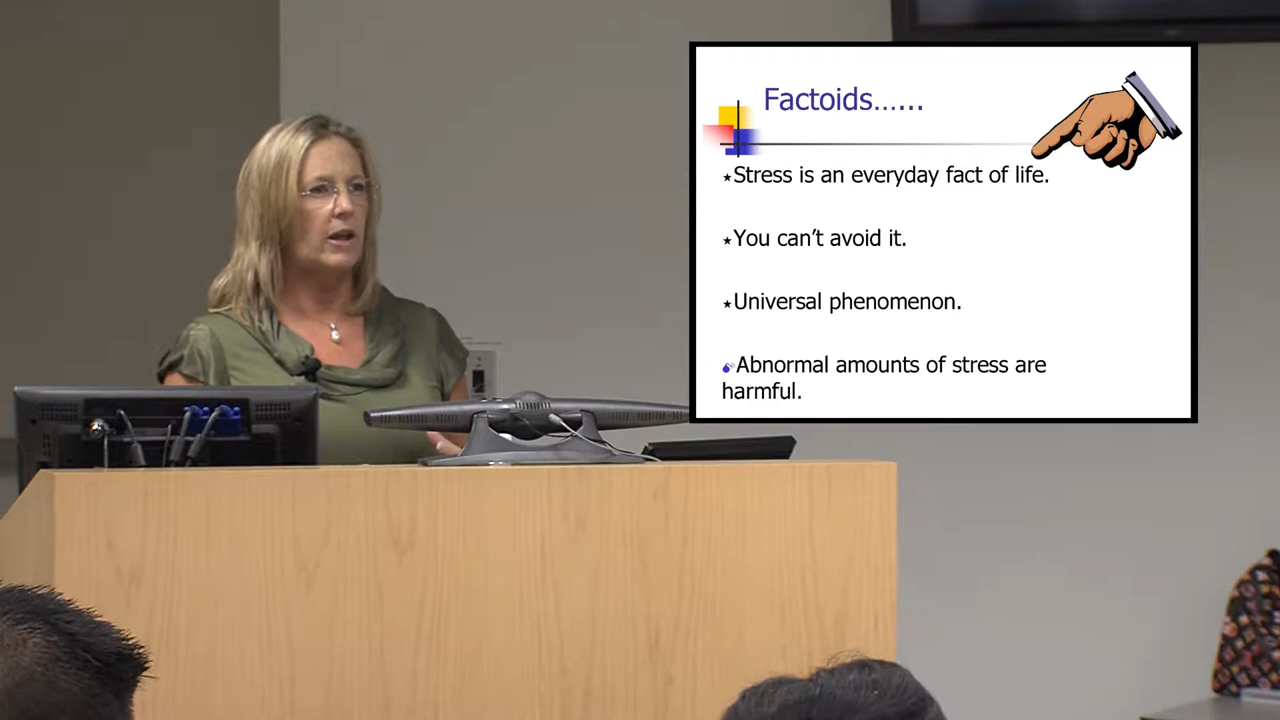 Factoids......
Stress is an everyday fact of life.
You can't avoid it.
Universal phenomenon.
Abnormal amounts of stress are
harmful.